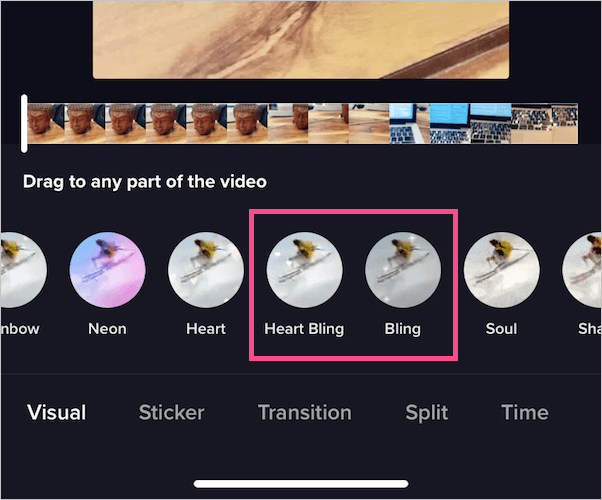 Drag to any part of the video
nbow Neon Heart Heart Bling Bling Soul Sha
Visual Sticker Transition Split Time